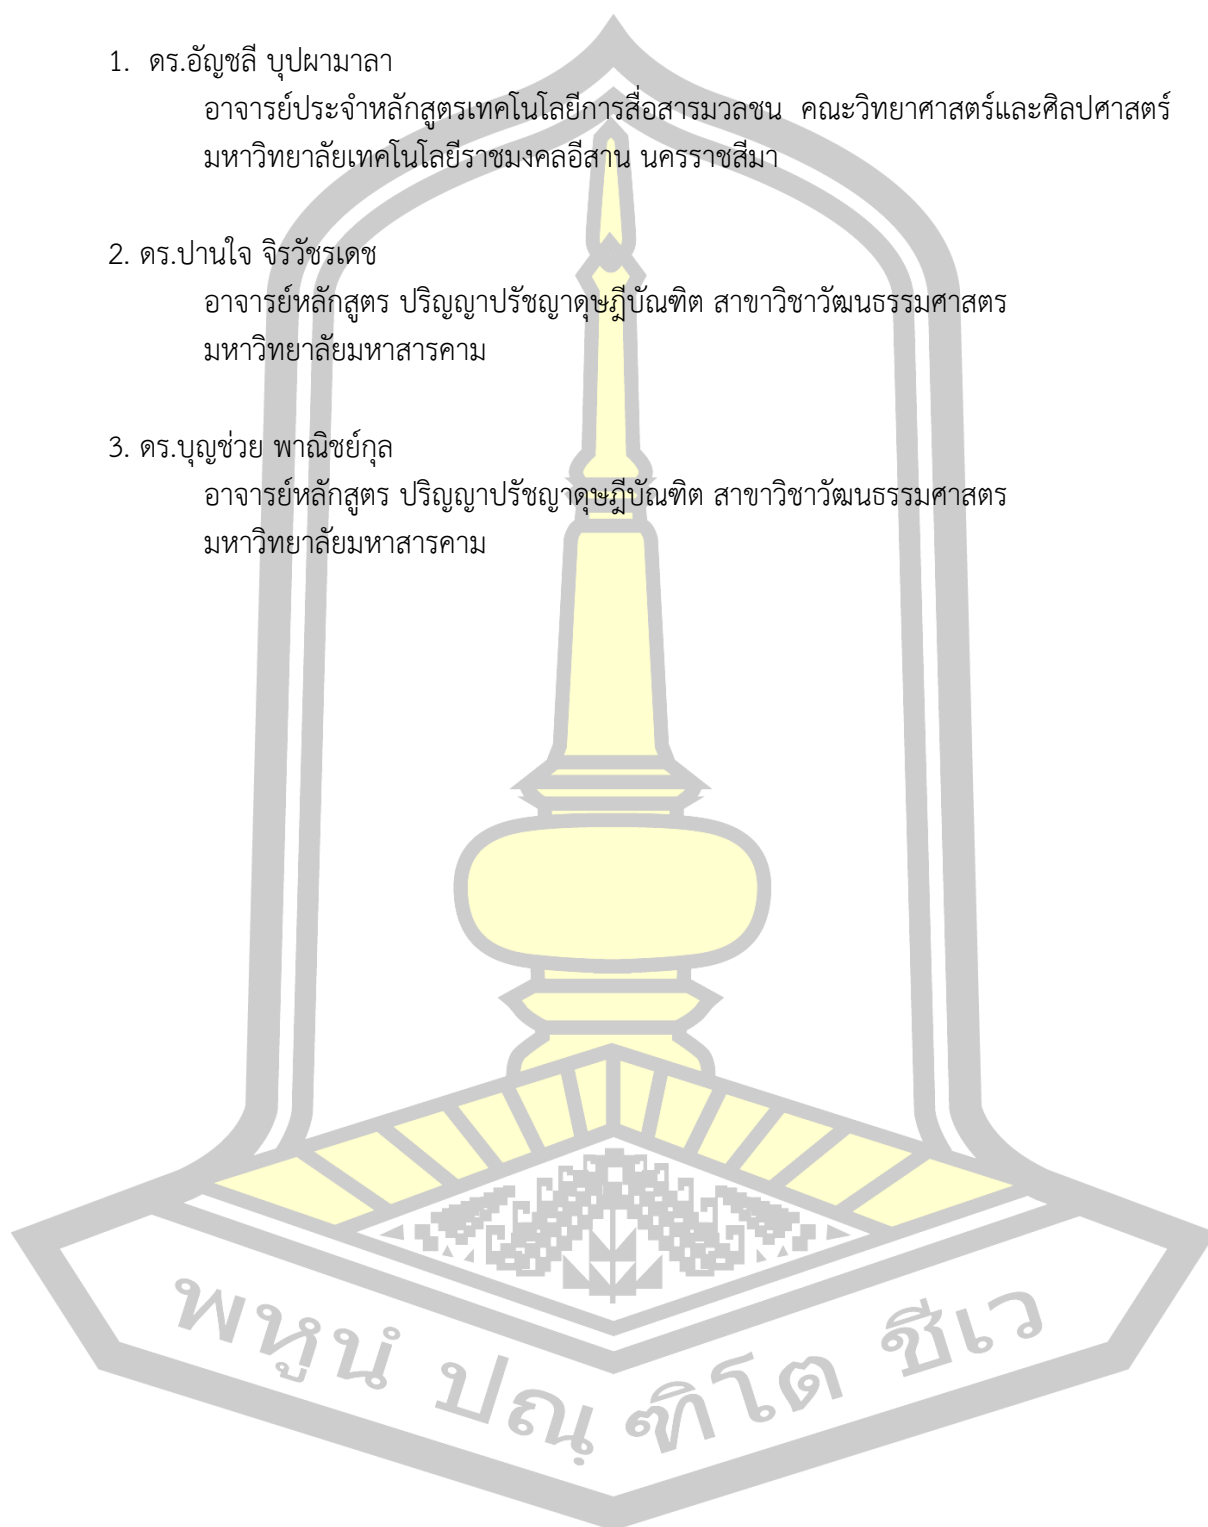 1. ดร.อัญชลี บุปผามาลา
อาจารย์ประจำหลักสูตรเทคโนโลยีการสื่อสารมวลชน คณะวิทยาศาสตร์และศิลปศาสตร์
มหาวิทยาลัยเทคโนโลยีราชมงคลอีสาน นครราชสีมา
2. ดร.ปานใจ จิรวัชรเดช
อาจารย์หลักสูตร ปริญญาปรัชญาดุษฎีบัณฑิต สาขาวิชาวัฒนธรรมศาสตร
มหาวิทยาลัยมหาสารคาม
3. ดร.บุญช่วย พาณิชย์กุล
อาจารย์หลักสูตร ปริญญาปรัชญาดุษฎีบัณฑิต สาขาวิชาวัฒนธรรมศาสตร
มหาวิทยาลัยมหาสารคาม
พหูนํ ปณฺ ฑิโต ชีเว